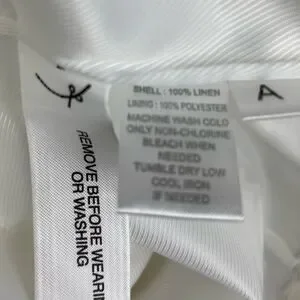 SHELL : 100% LINEN
LINING : 100% POLYESTER
MACHINE WASH COLD
ONLY NON-CHLORINE
BLEACH WHEN
NEEDED
TUMBLE DRY LOW
COOL IRON
IF NEEDED
A
REMOVE BEFORE WEARIN
OR WASHING